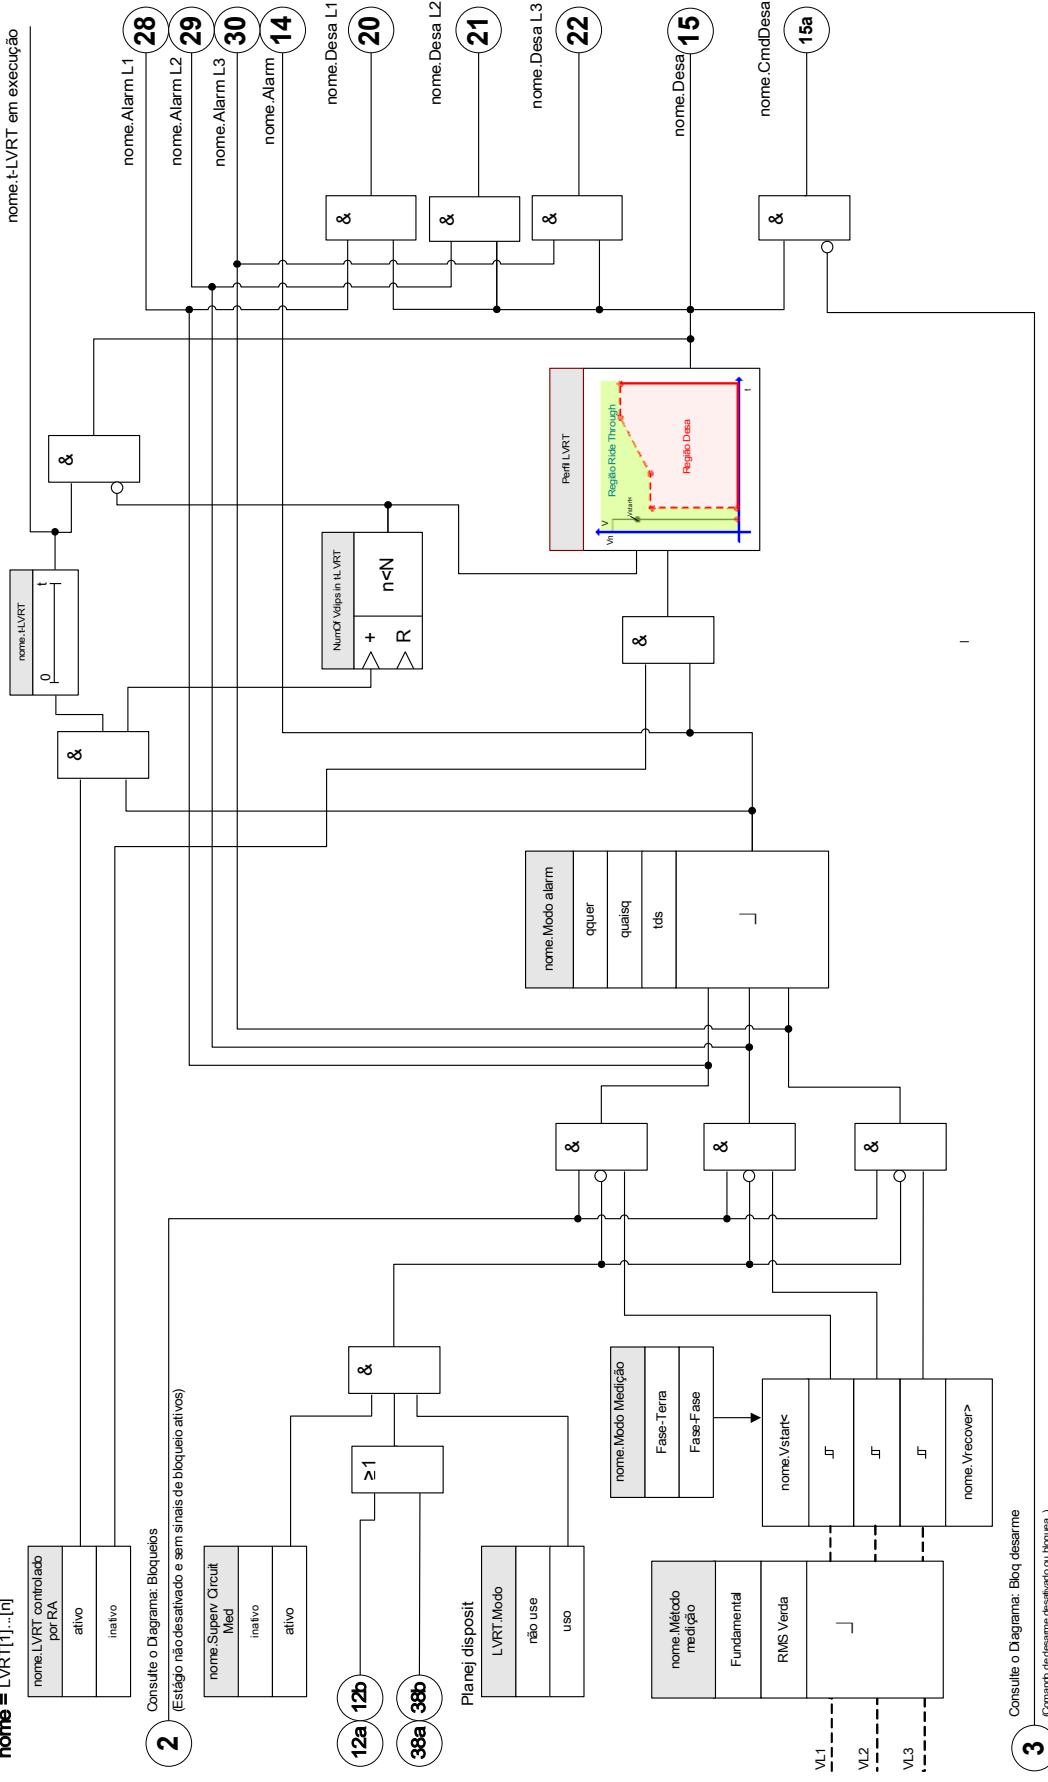 nome = LVRT[1]...[n]
nome.LVRT controlado
por RA
ativo
inativo
2
Consulte o Diagrama: Bloqueios
(Estágio não desativado e sem sinais de bloqueio ativos)
nome.Superv Circuit
Med
inativo
ativo
12a
12b
38a
38b
≥1
&
Planej disposit
LVRT.Modo
não use
uso
nome.Modo Medição
Fase-Terra
Fase-Fase
nome.Método
medição
Fundamental
RMS Verda
VL1
VL2
VL3
nome.Vstart<
nome.Vrecover>
3
Consulte o Diagrama: Bloq desarme
(Comando de desarme desativado ou bloquea. )
&
&
&
nome.Modo alarm
qquer
quaisq
tds
&
nome.t-LVRT
0
t
NumOf Vdips in t-LVRT
+
R
n<N
&
&
Perfil LVRT
Vn
V
Vstart<
Região Ride Through
Região Desa
t
&
&
&
&
nome.t-LVRT em execução
nome.Alarm L1
28
nome.Alarm L2
29
nome.Alarm L3
30
nome.Alarm
14
nome.Desa L1
20
nome.Desa L2
21
nome.Desa L3
22
nome.Desa
15
nome.CmdDesa
15a